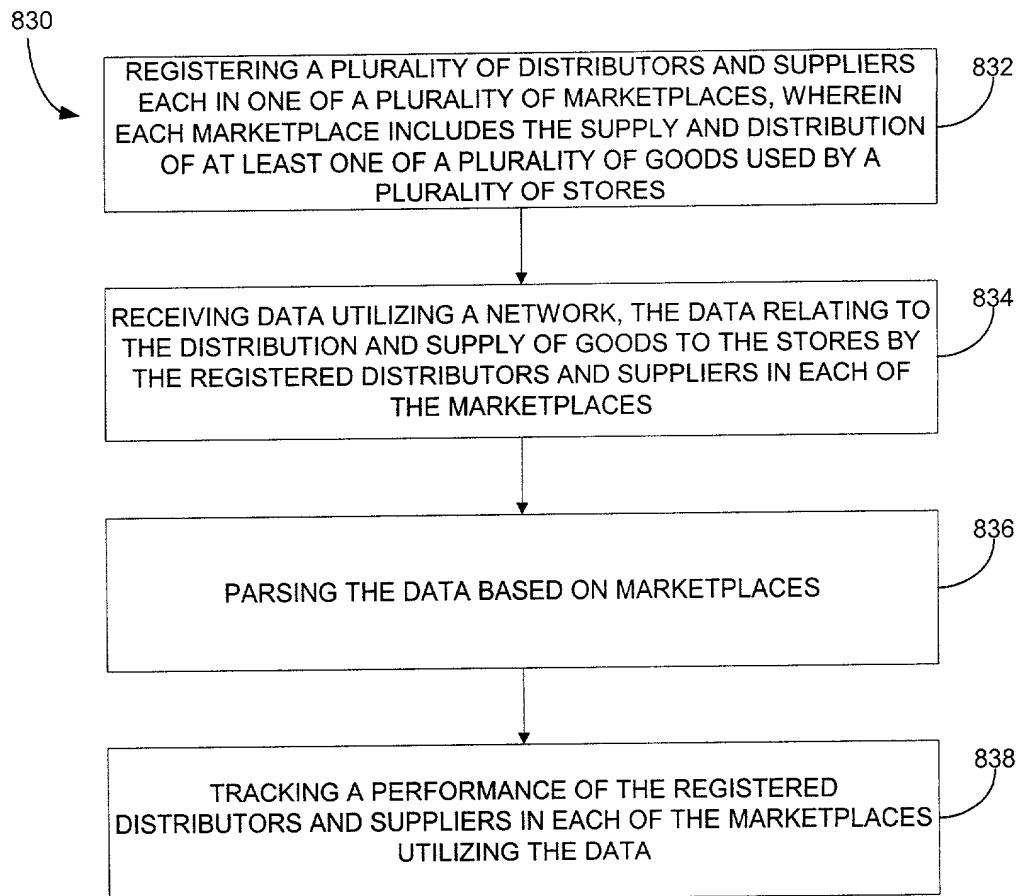 830
REGISTERING A PLURALITY OF DISTRIBUTORS AND SUPPLIERS
EACH IN ONE OF A PLURALITY OF MARKETPLACES, WHEREIN
EACH MARKETPLACE INCLUDES THE SUPPLY AND DISTRIBUTION
OF AT LEAST ONE OF A PLURALITY OF GOODS USED BY A
PLURALITY OF STORES
832
RECEIVING DATA UTILIZING A NETWORK, THE DATA RELATING TO
THE DISTRIBUTION AND SUPPLY OF GOODS TO THE STORES BY
THE REGISTERED DISTRIBUTORS AND SUPPLIERS IN EACH OF
THE MARKETPLACES
834
PARSING THE DATA BASED ON MARKETPLACES
836
TRACKING A PERFORMANCE OF THE REGISTERED
DISTRIBUTORS AND SUPPLIERS IN EACH OF THE MARKETPLACES
UTILIZING THE DATA
838